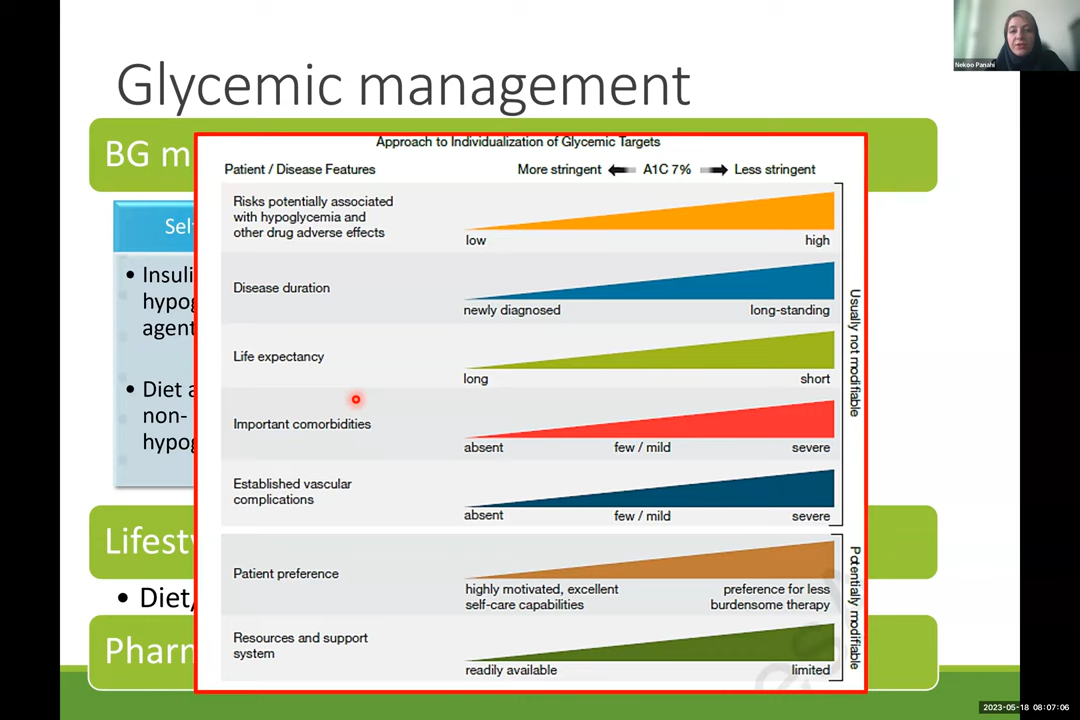 Nekoo Panahi
Glycemic management
BG m
Sel
• Insuli
hypog
agent
• Diet a
non-
hypog
Lifesty
• Diet/
Pharm
Approach to Individualization of Glycemic Targets
Patient / Disease Features
More stringent A1C 7% Less stringent
Risks potentially associated
with hypoglycemia and
other drug adverse effects
low high
Disease duration
newly diagnosed long-standing
Life expectancy
long short
Important comorbidities
absent few / mild severe
Established vascular
complications
absent few / mild severe
Usually not modifiable
Patient preference
highly motivated, excellent
self-care capabilities
preference for less
burdensome therapy
Resources and support
system
readily available limited
Potentially modifiable
2023-05-18 08:07:06